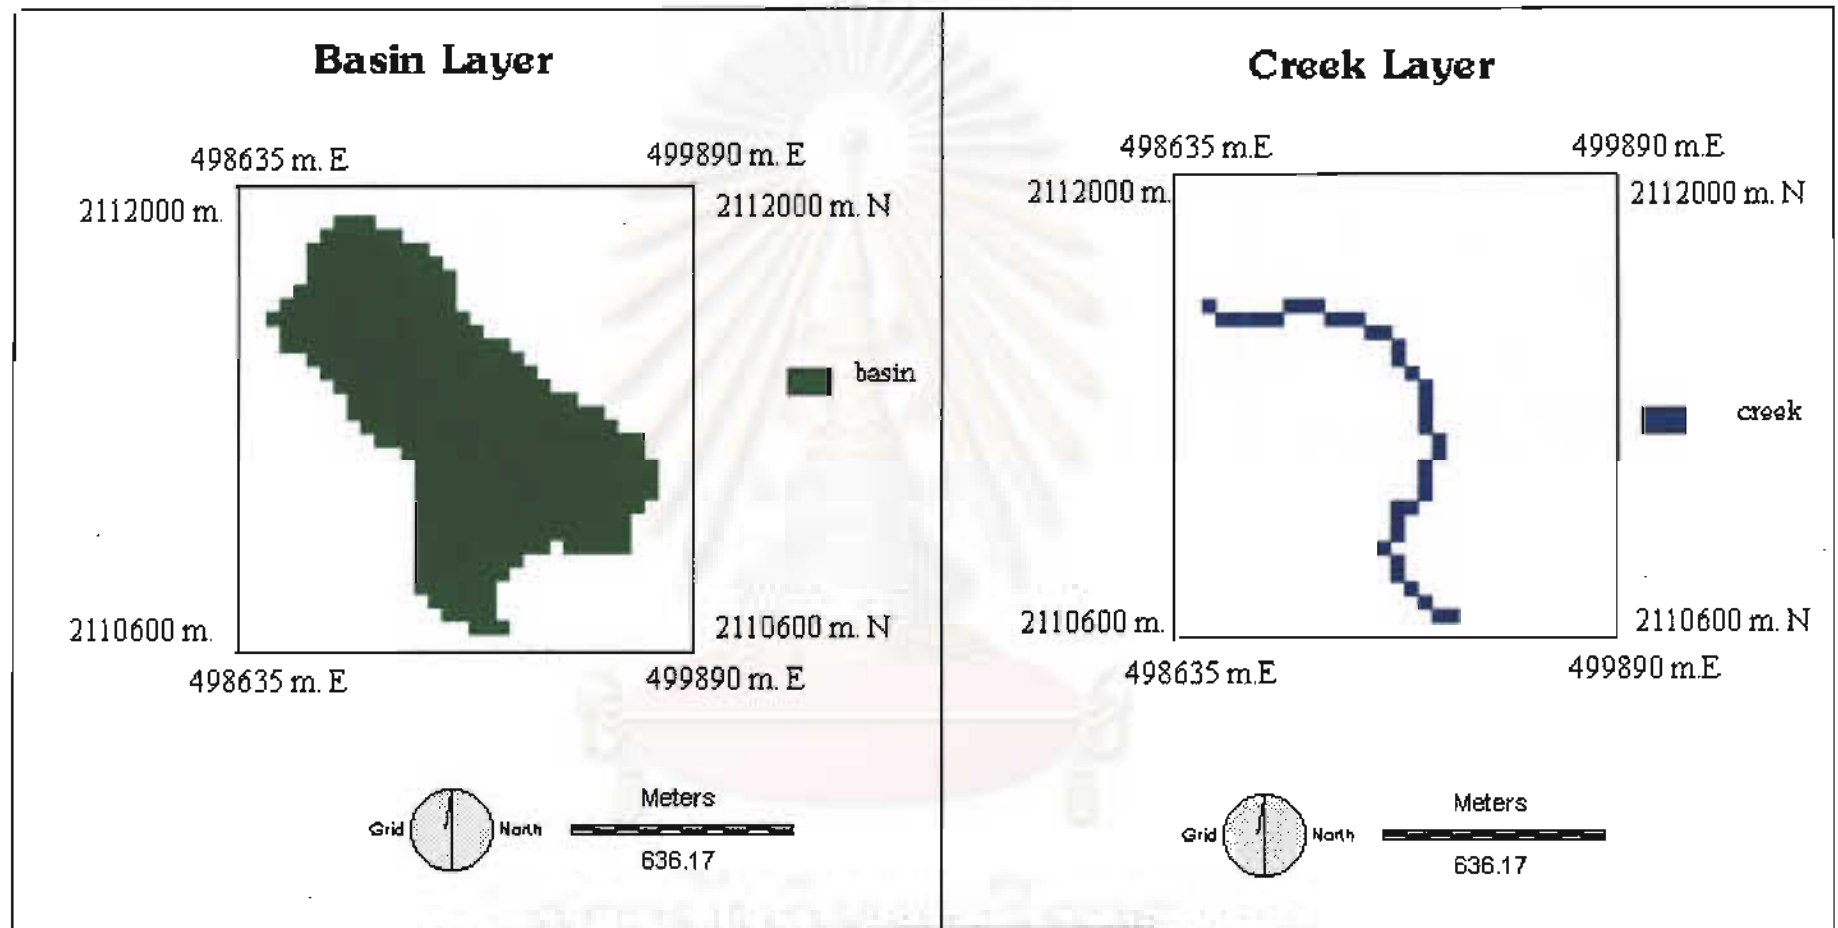 Basin Layer
498635 m. E
499890 m. E
2112000 m.
2112000 m. N
basin
2110600 m.
2110600 m. N
498635 m. E
499890 m. E
Grid North
Meters
636.17
Creek Layer
498635 m.E
499890 m.E
2112000 m.
2112000 m. N
creek
2110600 m.
2110600 m. N
498635 m.E
499890 m.E
Grid North
Meters
636.17